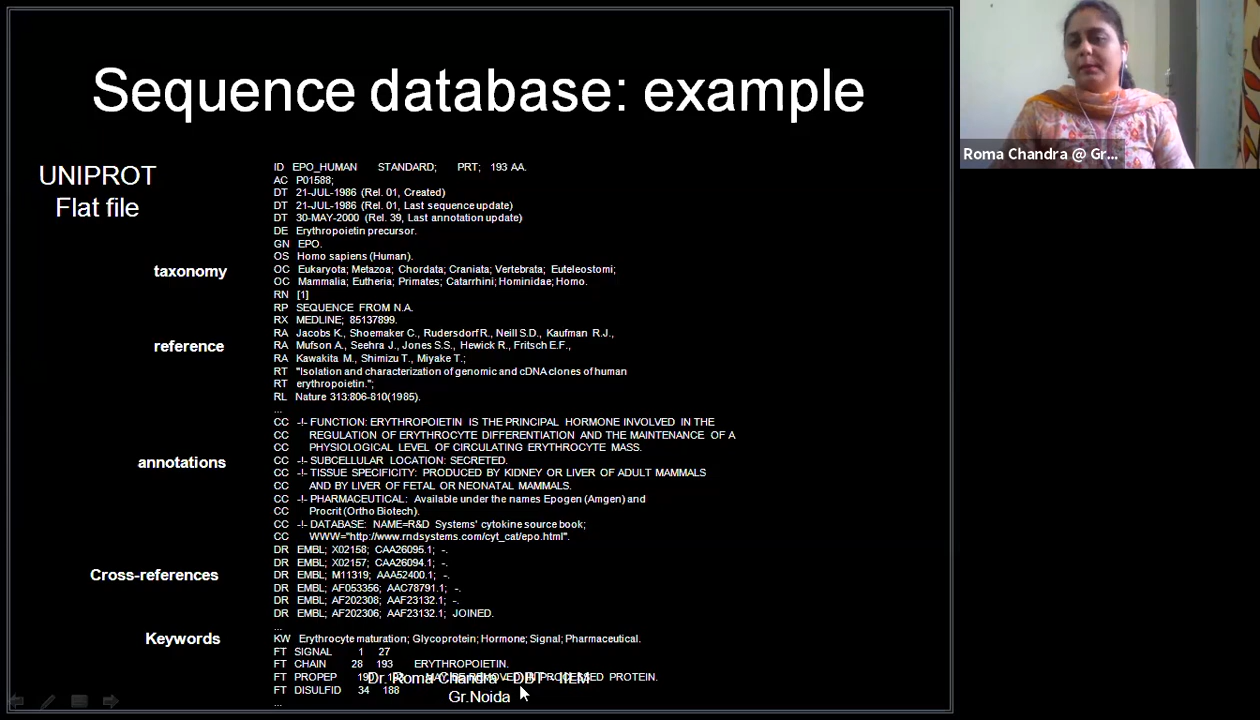 Sequence database: example
UNIPROT
Flat file
ID EPO_HUMAN STANDARD; PRT; 193 AA.
AC P01588;
DT 21-JUL-1986 (Rel. 01, Created)
DT 21-JUL-1986 (Rel. 01, Last sequence update)
DT 30-MAY-2000 (Rel. 39, Last annotation update)
DE Erythropoietin precursor.
GN EPO.
OS Homo sapiens (Human).
taxonomy
OC Eukaryota; Metazoa; Chordata; Craniata; Vertebrata; Euteleostomi;
OC Mammalia; Eutheria; Primates; Catarrhini; Hominidae; Homo.
RN [1]
RP SEQUENCE FROM N.A.
RX MEDLINE; 85137899.
RA Jacobs K., Shoemaker C., Rudersdorf R., Neill S.D., Kaufman R.J.,
reference
RA Mufson A., Seehra J., Jones S.S., Hewick R., Fritsch E.F.,
RA Kawakita M., Shimizu T., Miyake T.;
RT "Isolation and characterization of genomic and cDNA clones of human
RT erythropoietin.";
RL Nature 313:806-810(1985).
...
CC -!- FUNCTION: ERYTHROPOIETIN IS THE PRINCIPAL HORMONE INVOLVED IN THE
CC REGULATION OF ERYTHROCYTE DIFFERENTIATION AND THE MAINTENANCE OF A
CC PHYSIOLOGICAL LEVEL OF CIRCULATING ERYTHROCYTE MASS.
annotations
CC -!- SUBCELLULAR LOCATION: SECRETED.
CC -!- TISSUE SPECIFICITY: PRODUCED BY KIDNEY OR LIVER OF ADULT MAMMALS
CC AND BY LIVER OF FETAL OR NEONATAL MAMMALS.
CC -!- PHARMACEUTICAL: Available under the names Epogen (Amgen) and
CC Procrit (Ortho Biotech).
CC -!- DATABASE: NAME=R&D Systems' cytokine source book;
CC WWW="http://www.rndsystems.com/cyt_cat/epo.html".
DR EMBL; X02158; CAA26095.1; -.
DR EMBL; X02157; CAA26094.1; -.
Cross-references
DR EMBL; M11319; AAA52400.1; -.
DR EMBL; AF053356; AAC78791.1; -.
DR EMBL; AF202308; AAF23132.1; -.
DR EMBL; AF202306; AAF23132.1; JOINED.
...
Keywords
KW Erythrocyte maturation; Glycoprotein; Hormone; Signal; Pharmaceutical.
FT SIGNAL 1 27
FT CHAIN 28 193 ERYTHROPOIETIN.
FT PROPEP MAY BE REMOVED IN PROCESSED PROTEIN.
FT DISULFID 34 188
...
Dr. Roma Chandra - DBT - IILM
Gr.Noida
Roma Chandra @ Gr...